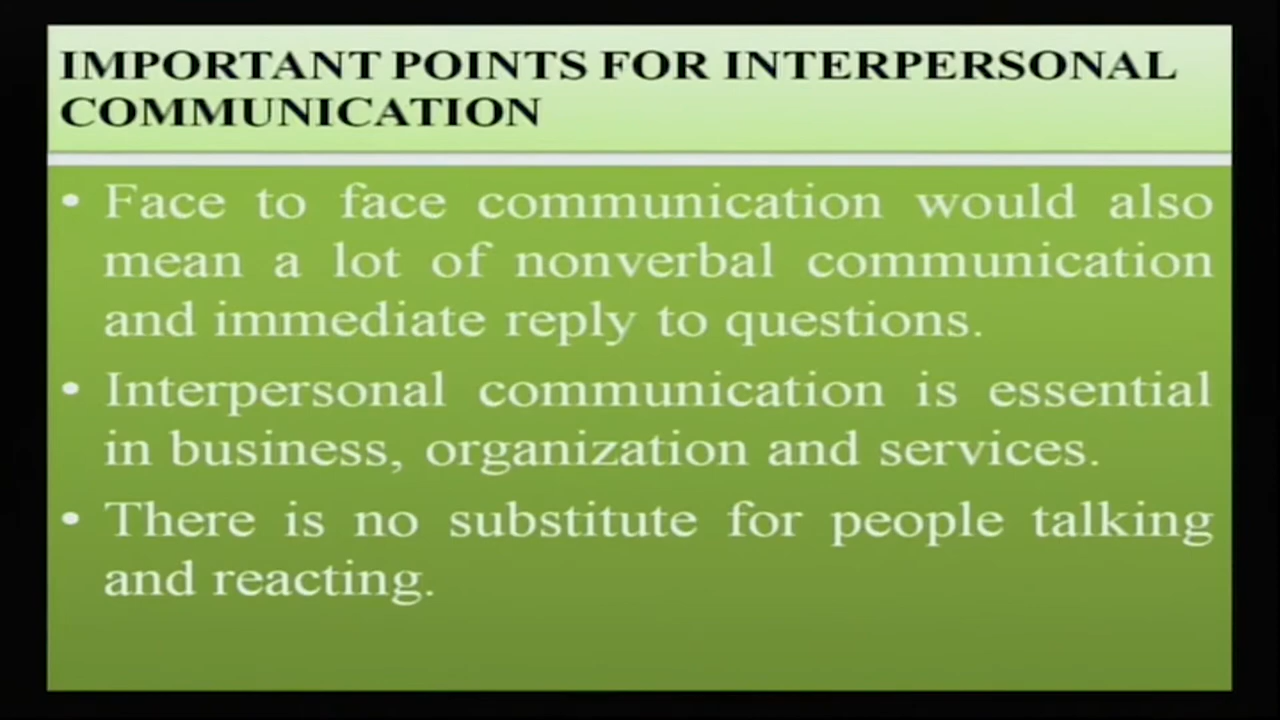 IMPORTANT POINTS FOR INTERPERSONAL
COMMUNICATION
• Face to face communication would also
mean a lot of nonverbal communication
and immediate reply to questions.
• Interpersonal communication is essential
in business, organization and services.
• There is no substitute for people talking
and reacting.